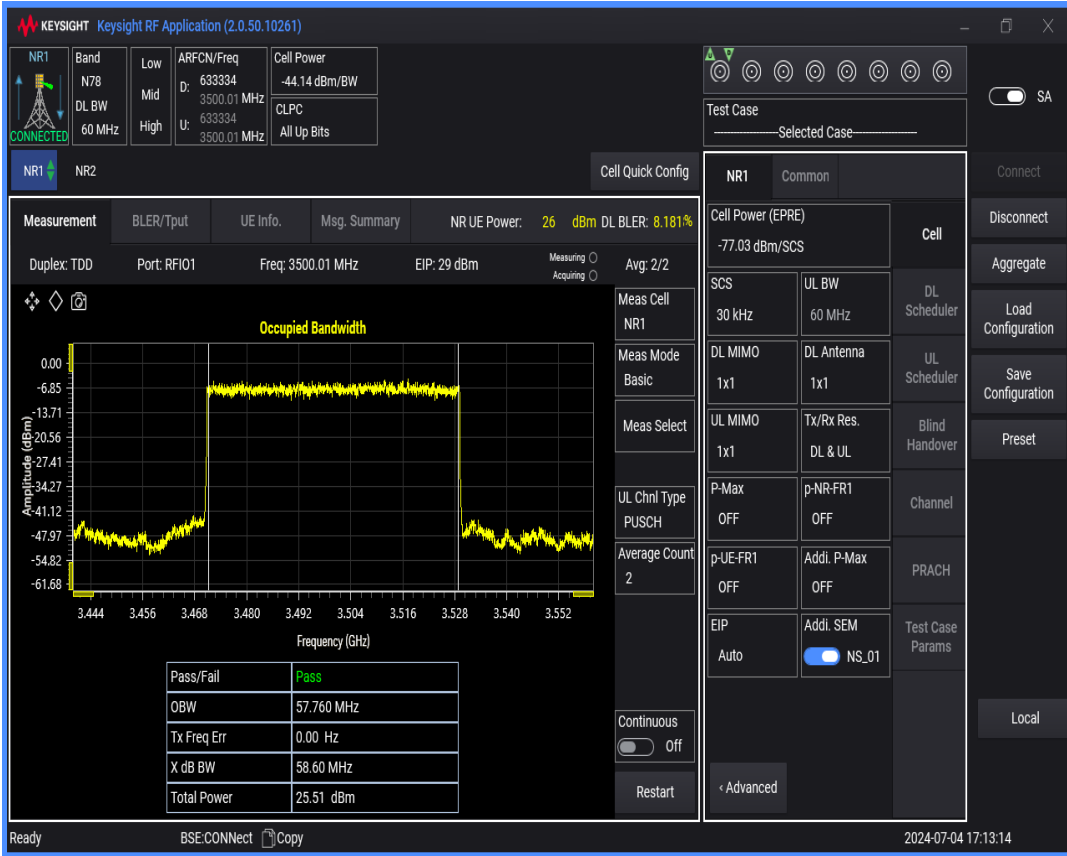 KEYSIGHT Keysight RF Application (2.0.50.10261)
NR1
CONNECTED
Band
N78
DL BW
60 MHz
Low
Mid
High
ARFCN/Freq
D: 633334
3500.01 MHz
U: 633334
3500.01 MHz
Cell Power
-44.14 dBm/BW
CLPC
All Up Bits
Test Case
--------------------Selected Case--------------------
SA
NR1 NR2
Cell Quick Config
NR1 Common
Connect
Disconnect
Aggregate
Load
Configuration
Save
Configuration
Preset
Local
Measurement BLER/Tput UE Info. Msg. Summary NR UE Power: 26 dBm DL BLER: 8.181%
Duplex: TDD Port: RFIO1 Freq: 3500.01 MHz EIP: 29 dBm Measuring Acquiring Avg: 2/2
Occupied Bandwidth
Amplitude (dBm)
0.00
-6.85
-13.71
-20.56
-27.41
-34.27
-41.12
-47.97
-54.82
-61.68
3.444 3.456 3.468 3.480 3.492 3.504 3.516 3.528 3.540 3.552
Frequency (GHz)
Pass/Fail Pass
OBW 57.760 MHz
Tx Freq Err 0.00 Hz
X dB BW 58.60 MHz
Total Power 25.51 dBm
Meas Cell
NR1
Meas Mode
Basic
Meas Select
UL Chnl Type
PUSCH
Average Count
2
Continuous
Off
Restart
Cell Power (EPRE)
-77.03 dBm/SCS
SCS
30 kHz
UL BW
60 MHz
DL MIMO
1x1
DL Antenna
1x1
UL MIMO
1x1
Tx/Rx Res.
DL & UL
P-Max
OFF
p-NR-FR1
OFF
p-UE-FR1
OFF
Addi. P-Max
OFF
EIP
Auto
Addi. SEM
NS_01
‹ Advanced
Cell
DL
Scheduler
UL
Scheduler
Blind
Handover
Channel
PRACH
Test Case
Params
Ready BSE:CONNect Copy 2024-07-04 17:13:14